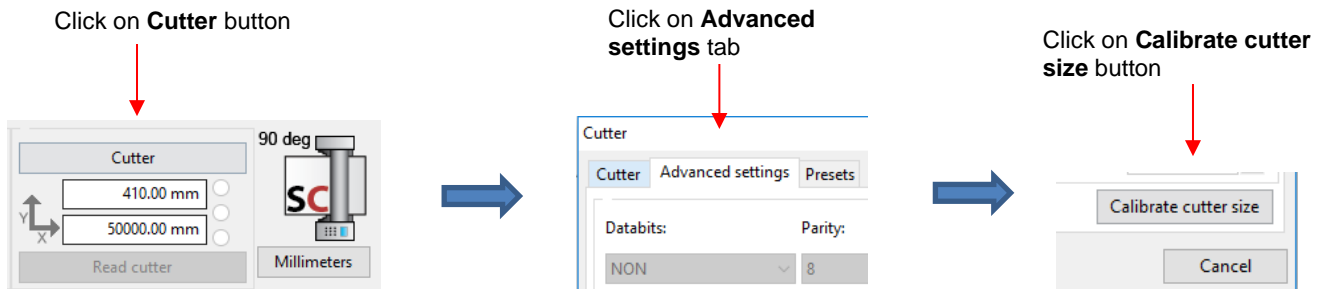 Click on Cutter button
Cutter
90 deg
410.00 mm
50000.00 mm
Y
X
Read cutter
SC
Millimeters
Click on Advanced
settings tab
Cutter
Cutter Advanced settings Presets
Databits: Parity:
NON 8
Click on Calibrate cutter
size button
Calibrate cutter size
Cancel